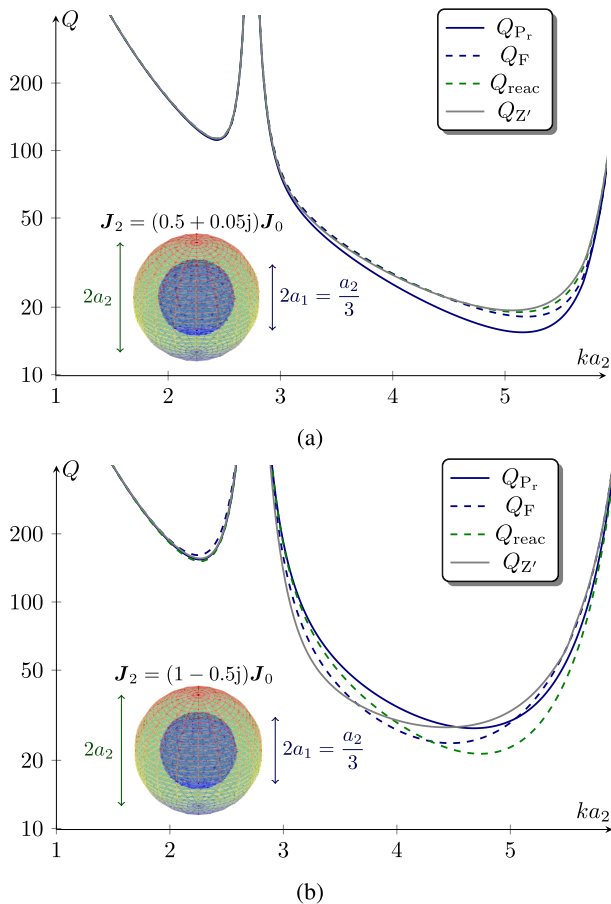 Q
Q_Pr
Q_F
Q_reac
Q_Z′
200
100
50
20
10
J₂ = (0.5 + 0.05j)J₀
2a₂
2a₁ = a₂/3
ka₂
1 2 3 4 5
(a)
Q
Q_Pr
Q_F
Q_reac
Q_Z′
200
100
50
20
10
J₂ = (1 − 0.5j)J₀
2a₂
2a₁ = a₂/3
ka₂
1 2 3 4 5
(b)